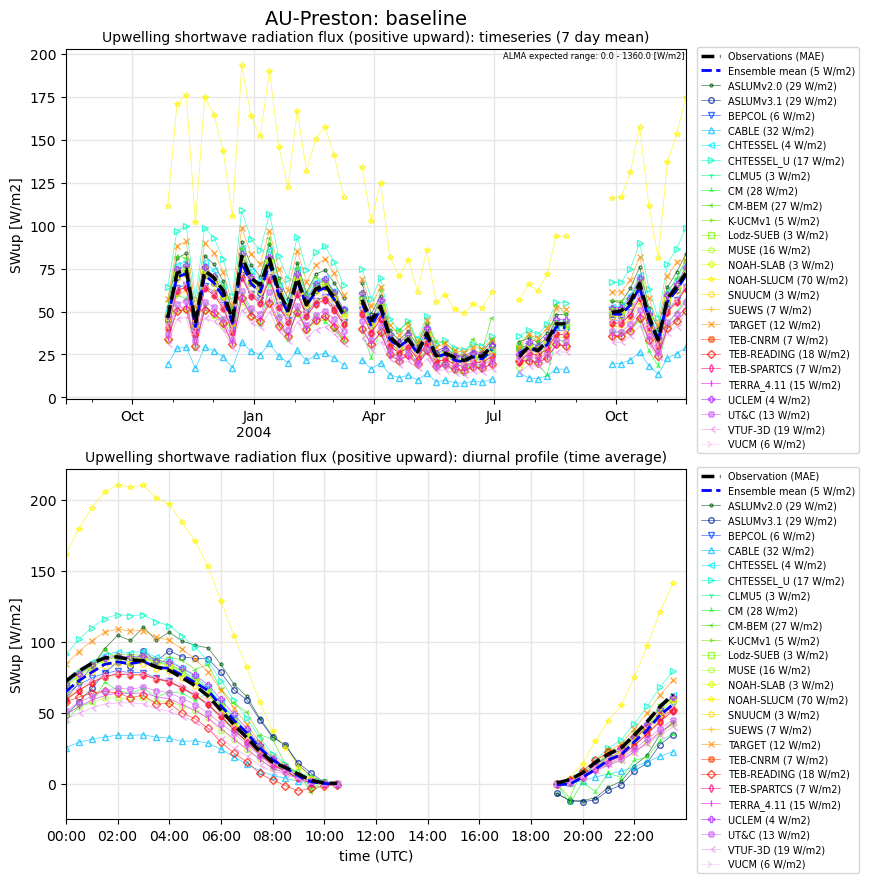 AU-Preston: baseline
Upwelling shortwave radiation flux (positive upward): timeseries (7 day mean)
ALMA expected range: 0.0 - 1360.0 [W/m2]
SWup [W/m2]
200
175
150
125
100
75
50
25
0
Oct
Jan
2004
Apr
Jul
Oct
Observations (MAE)
Ensemble mean (5 W/m2)
ASLUMv2.0 (29 W/m2)
ASLUMv3.1 (29 W/m2)
BEPCOL (6 W/m2)
CABLE (32 W/m2)
CHTESSEL (4 W/m2)
CHTESSEL_U (17 W/m2)
CLMU5 (3 W/m2)
CM (28 W/m2)
CM-BEM (27 W/m2)
K-UCMv1 (5 W/m2)
Lodz-SUEB (3 W/m2)
MUSE (16 W/m2)
NOAH-SLAB (3 W/m2)
NOAH-SLUCM (70 W/m2)
SNUUCM (3 W/m2)
SUEWS (7 W/m2)
TARGET (12 W/m2)
TEB-CNRM (7 W/m2)
TEB-READING (18 W/m2)
TEB-SPARTCS (7 W/m2)
TERRA_4.11 (15 W/m2)
UCLEM (4 W/m2)
UT&C (13 W/m2)
VTUF-3D (19 W/m2)
VUCM (6 W/m2)
Upwelling shortwave radiation flux (positive upward): diurnal profile (time average)
SWup [W/m2]
200
150
100
50
0
00:00
02:00
04:00
06:00
08:00
10:00
12:00
14:00
16:00
18:00
20:00
22:00
time (UTC)
Observation (MAE)
Ensemble mean (5 W/m2)
ASLUMv2.0 (29 W/m2)
ASLUMv3.1 (29 W/m2)
BEPCOL (6 W/m2)
CABLE (32 W/m2)
CHTESSEL (4 W/m2)
CHTESSEL_U (17 W/m2)
CLMU5 (3 W/m2)
CM (28 W/m2)
CM-BEM (27 W/m2)
K-UCMv1 (5 W/m2)
Lodz-SUEB (3 W/m2)
MUSE (16 W/m2)
NOAH-SLAB (3 W/m2)
NOAH-SLUCM (70 W/m2)
SNUUCM (3 W/m2)
SUEWS (7 W/m2)
TARGET (12 W/m2)
TEB-CNRM (7 W/m2)
TEB-READING (18 W/m2)
TEB-SPARTCS (7 W/m2)
TERRA_4.11 (15 W/m2)
UCLEM (4 W/m2)
UT&C (13 W/m2)
VTUF-3D (19 W/m2)
VUCM (6 W/m2)